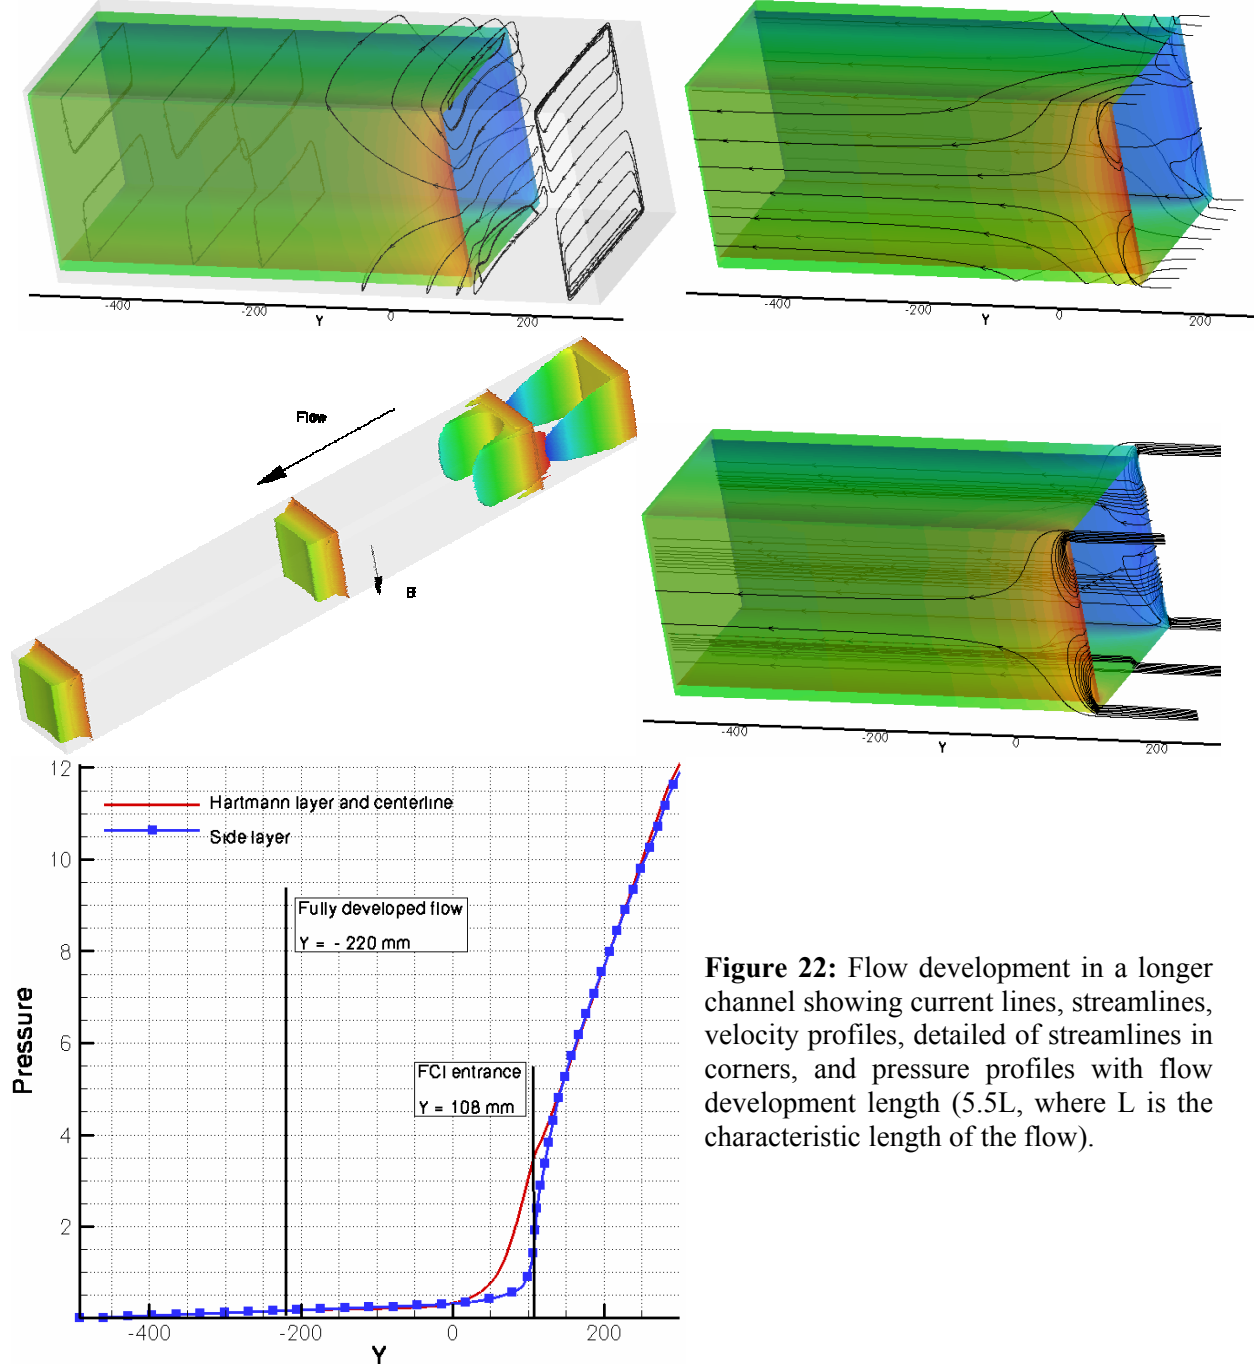 -400
-200
0
200
Y
-400
-200
0
200
Y
Flow
B
-400
-200
0
200
Y
12
10
8
6
4
2
Pressure
Hartmann layer and centerline
Side layer
Fully developed flow
Y = - 220 mm
FCI entrance
Y = 108 mm
-400
-200
0
200
Y
Figure 22: Flow development in a longer
channel showing current lines, streamlines,
velocity profiles, detailed of streamlines in
corners, and pressure profiles with flow
development length (5.5L, where L is the
characteristic length of the flow).